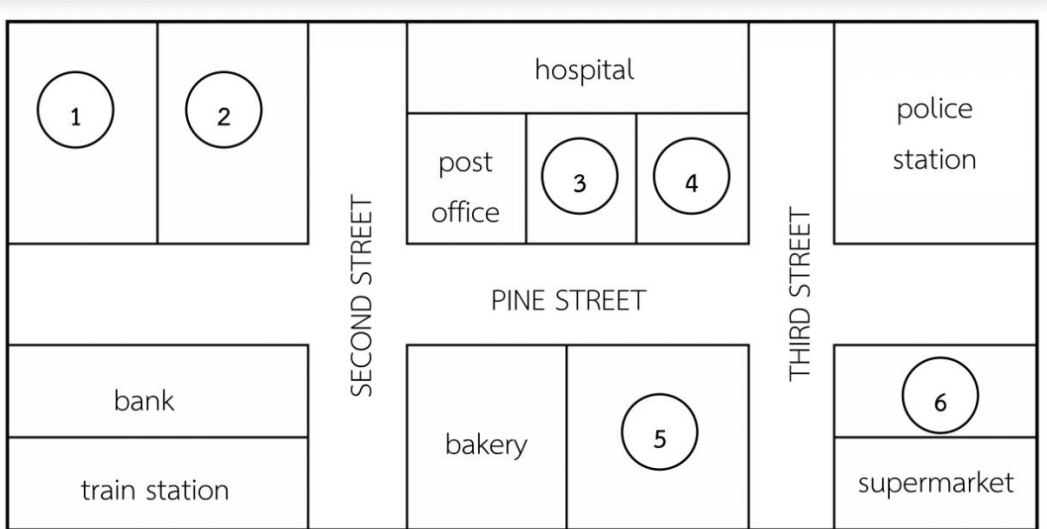 hospital
1
2
police
station
post
office
3
4
SECOND STREET
PINE STREET
THIRD STREET
bank
train station
bakery
5
6
supermarket